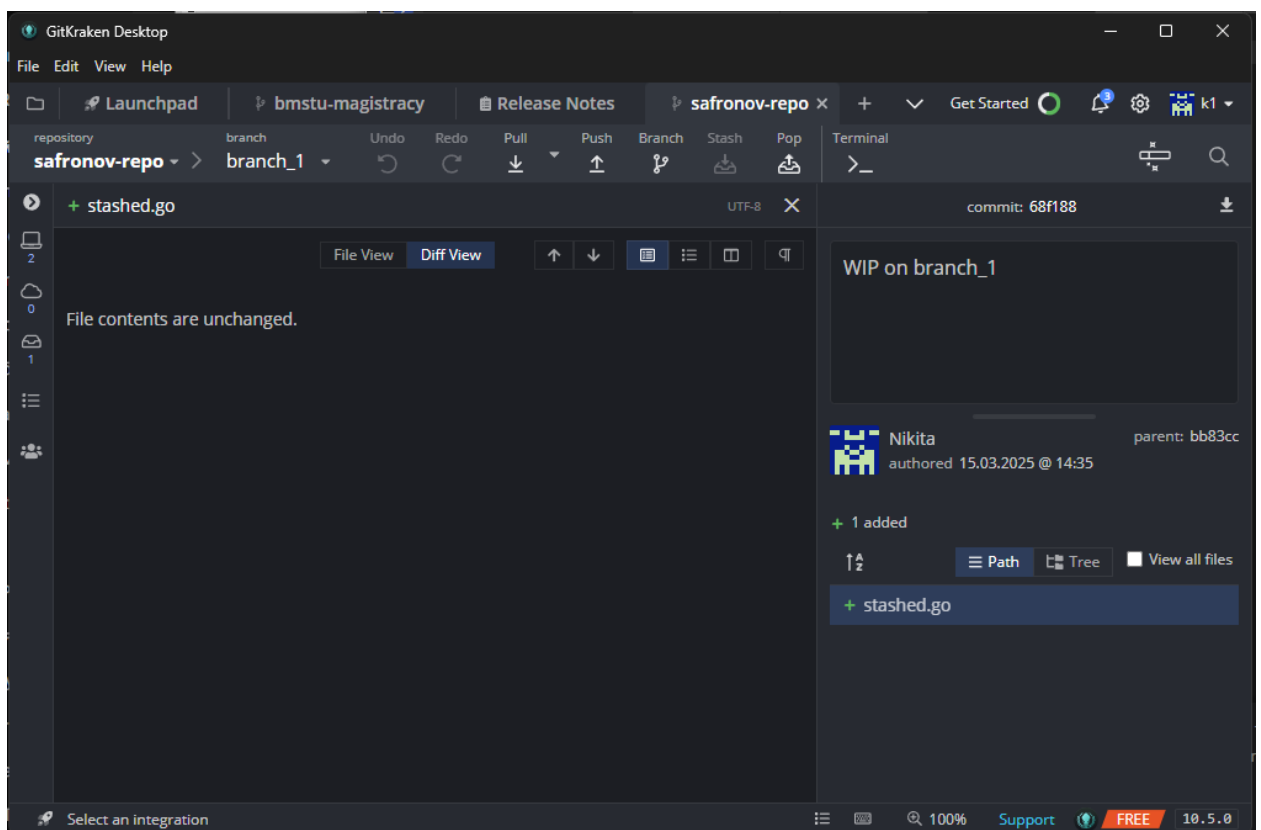 GitKraken Desktop
File Edit View Help
Launchpad bmstu-magistracy Release Notes safronov-repo Get Started 3 k1
repository branch Undo Redo Pull Push Branch Stash Pop Terminal
safronov-repo branch_1
+ stashed.go UTF-8
commit: 68f188
2
0
1
File View Diff View
File contents are unchanged.
WIP on branch_1
Nikita parent: bb83cc
authored 15.03.2025 @ 14:35
+ 1 added
Path Tree View all files
+ stashed.go
Select an integration 100% Support FREE 10.5.0